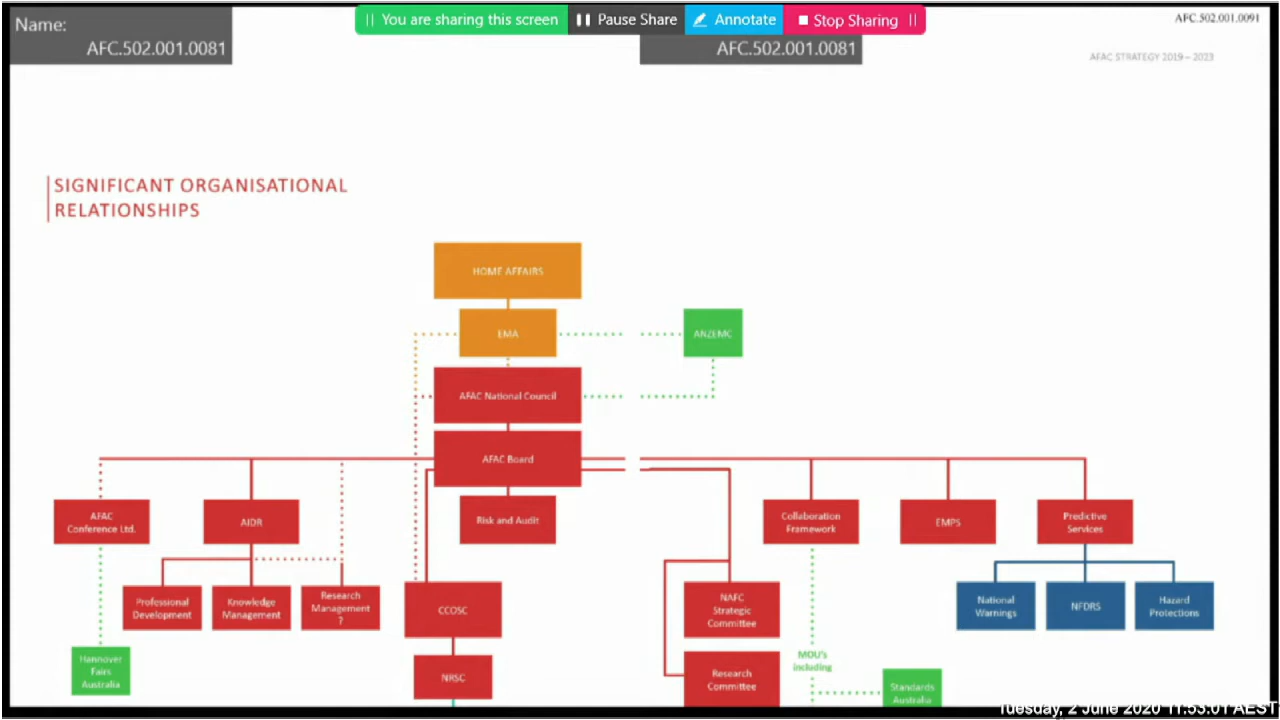 Name:
AFC.502.001.0081
You are sharing this screen
Pause Share
Annotate
Stop Sharing
AFC.502.001.0081
AFC.502.001.0091
AFAC STRATEGY 2019 – 2023
SIGNIFICANT ORGANISATIONAL
RELATIONSHIPS
HOME AFFAIRS
EMA
ANZEMC
AFAC National Council
AFAC Board
Risk and Audit
AFAC
Conference Ltd.
AIDR
Collaboration
Framework
EMPS
Predictive
Services
Professional
Development
Knowledge
Management
Research
Management
?
CCOSC
NAFC
Strategic
Committee
National
Warnings
NFDRS
Hazard
Protections
Hannover
Fairs
Australia
NRSC
Research
Committee
MOU's
including
Standards
Australia
Tuesday, 2 June 2020 11:53:01 AEST